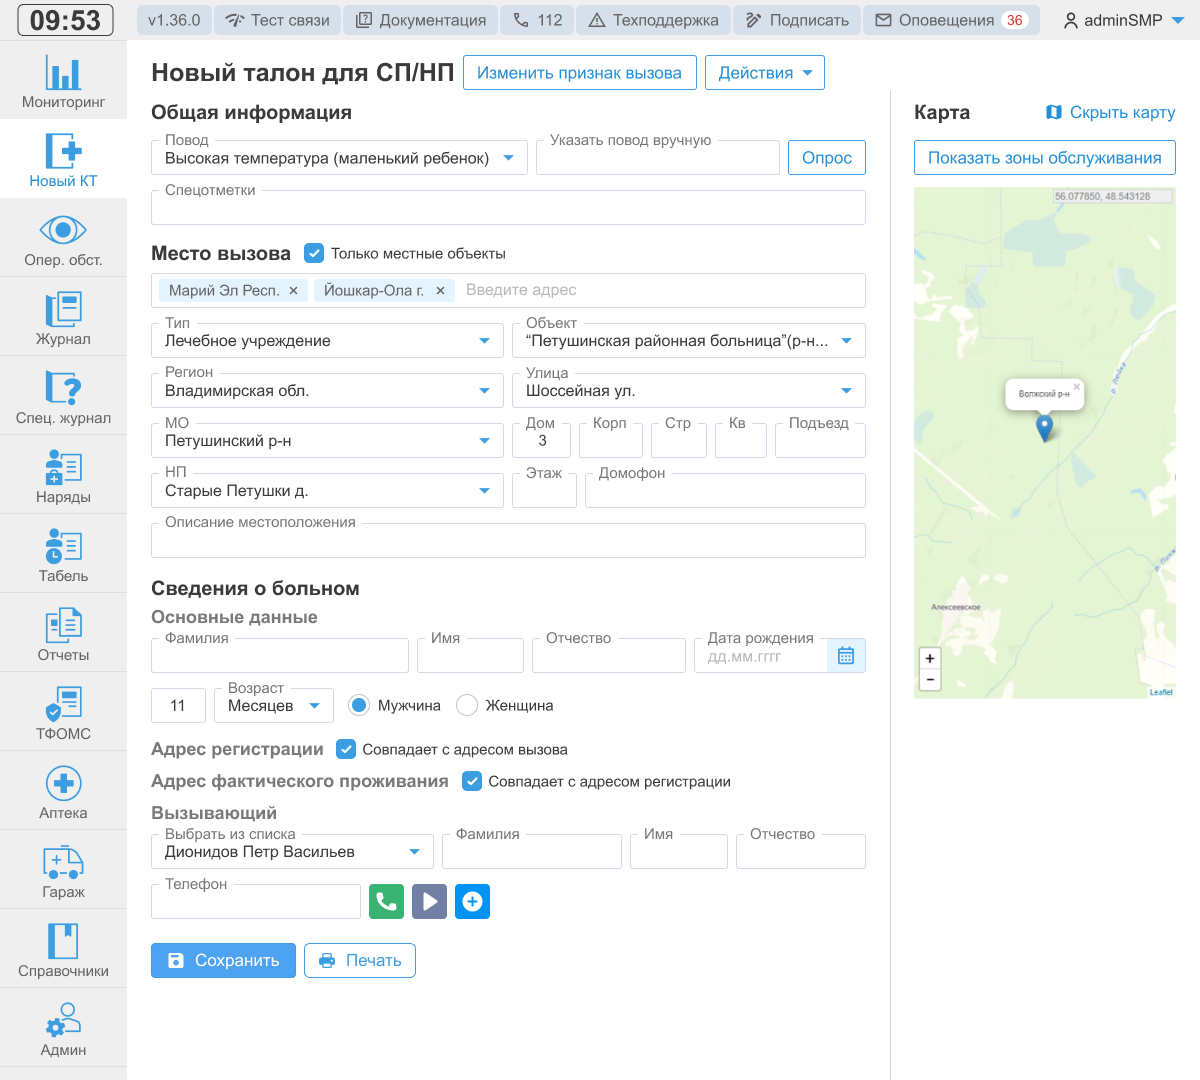 09:53
v1.36.0
Тест связи
Документация
112
Техподдержка
Подписать
Оповещения 36
adminSMP
Мониторинг
Новый КТ
Опер. обст.
Журнал
Спец. журнал
Наряды
Табель
Отчеты
ТФОМС
Аптека
Гараж
Справочники
Админ
Новый талон для СП/НП
Изменить признак вызова
Действия
Общая информация
Повод
Высокая температура (маленький ребенок)
Указать повод вручную
Опрос
Спецотметки
Место вызова
Только местные объекты
Марий Эл Респ. ×
Йошкар-Ола г. ×
Введите адрес
Тип
Лечебное учреждение
Объект
“Петушинская районная больница”(р-н...
Регион
Владимирская обл.
Улица
Шоссейная ул.
МО
Петушинский р-н
Дом
3
Корп
Стр
Кв
Подъезд
НП
Старые Петушки д.
Этаж
Домофон
Описание местоположения
Сведения о больном
Основные данные
Фамилия
Имя
Отчество
Дата рождения
дд.мм.гггг
11
Возраст
Месяцев
Мужчина
Женщина
Адрес регистрации
Совпадает с адресом вызова
Адрес фактического проживания
Совпадает с адресом регистрации
Вызывающий
Выбрать из списка
Дионидов Петр Васильев
Фамилия
Имя
Отчество
Телефон
Сохранить
Печать
Карта
Скрыть карту
Показать зоны обслуживания
56.077850, 48.543128
Волжский р-н
×
Алексеевское
+
−
Leaflet